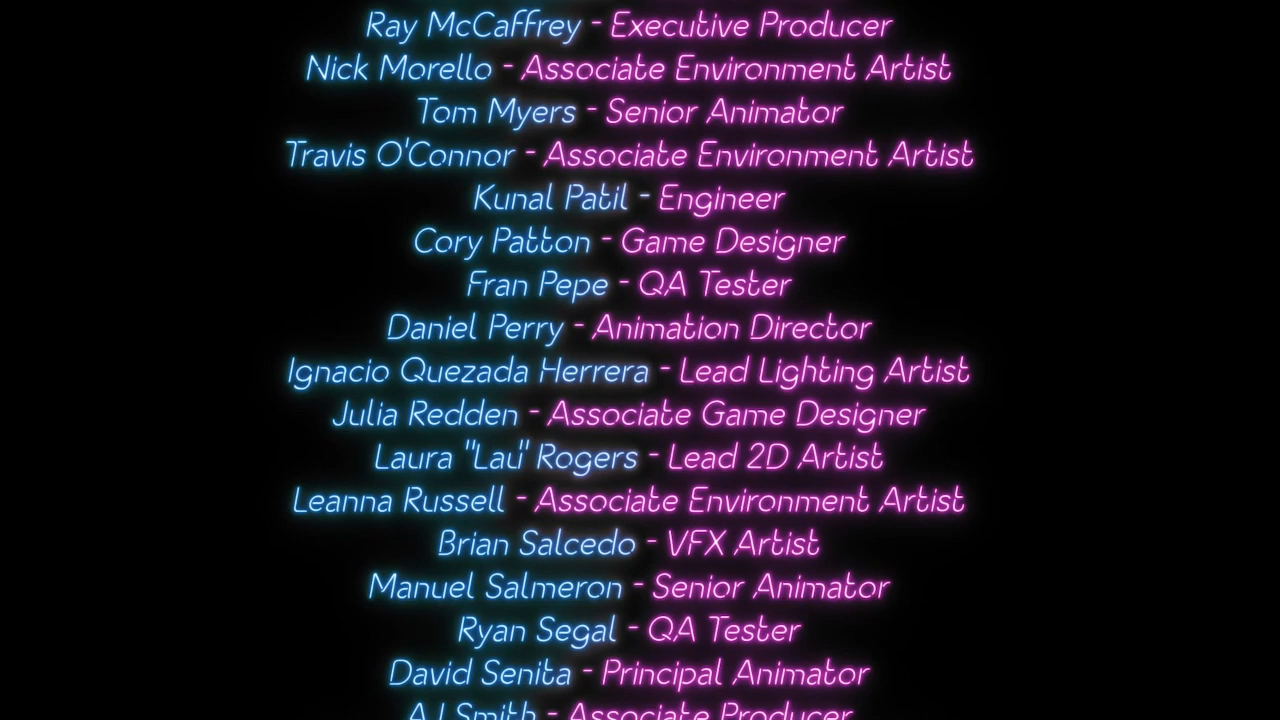 Ray McCaffrey - Executive Producer
Nick Morello - Associate Environment Artist
Tom Myers - Senior Animator
Travis O'Connor - Associate Environment Artist
Kunal Patil - Engineer
Cory Patton - Game Designer
Fran Pepe - QA Tester
Daniel Perry - Animation Director
Ignacio Quezada Herrera - Lead Lighting Artist
Julia Redden - Associate Game Designer
Laura "Lau" Rogers - Lead 2D Artist
Leanna Russell - Associate Environment Artist
Brian Salcedo - VFX Artist
Manuel Salmeron - Senior Animator
Ryan Segal - QA Tester
David Senita - Principal Animator
AJ Smith - Associate Producer